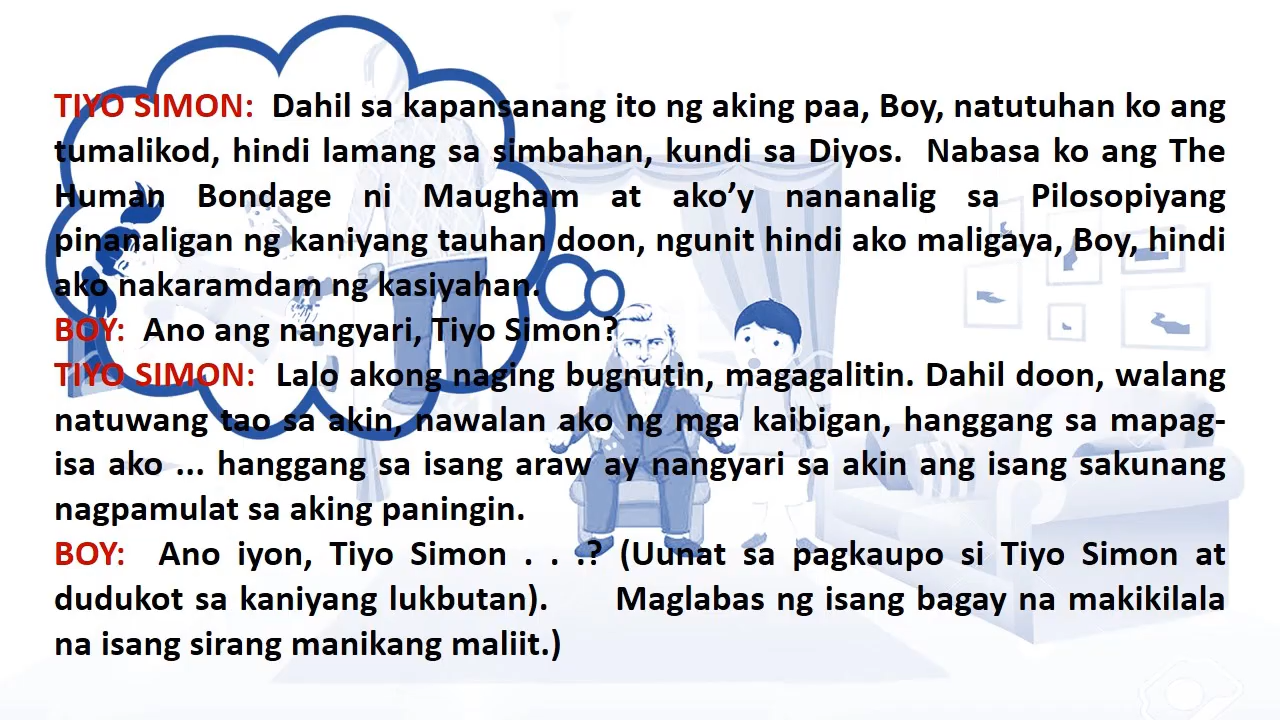 TIYO SIMON: Dahil sa kapansanang ito ng aking paa, Boy, natutuhan ko ang
tumalikod, hindi lamang sa simbahan, kundi sa Diyos. Nabasa ko ang The
Human Bondage ni Maugham at ako’y nananalig sa Pilosopiyang
pinanaligan ng kaniyang tauhan doon, ngunit hindi ako maligaya, Boy, hindi
ako nakaramdam ng kasiyahan.
BOY: Ano ang nangyari, Tiyo Simon?
TIYO SIMON: Lalo akong naging bugnutin, magagalitin. Dahil doon, walang
natuwang tao sa akin, nawalan ako ng mga kaibigan, hanggang sa mapag-
isa ako ... hanggang sa isang araw ay nangyari sa akin ang isang sakunang
nagpamulat sa aking paningin.
BOY: Ano iyon, Tiyo Simon . . .? (Uunat sa pagkaupo si Tiyo Simon at
dudukot sa kaniyang lukbutan). Maglabas ng isang bagay na makikilala
na isang sirang manikang maliit.)